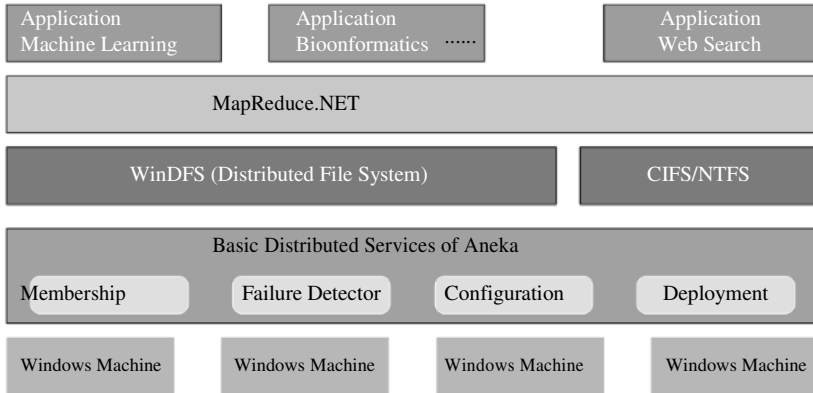 Application
Machine Learning
Application
Bioonformatics ......
Application
Web Search
MapReduce.NET
WinDFS (Distributed File System)
CIFS/NTFS
Basic Distributed Services of Aneka
Membership
Failure Detector
Configuration
Deployment
Windows Machine
Windows Machine
Windows Machine
Windows Machine